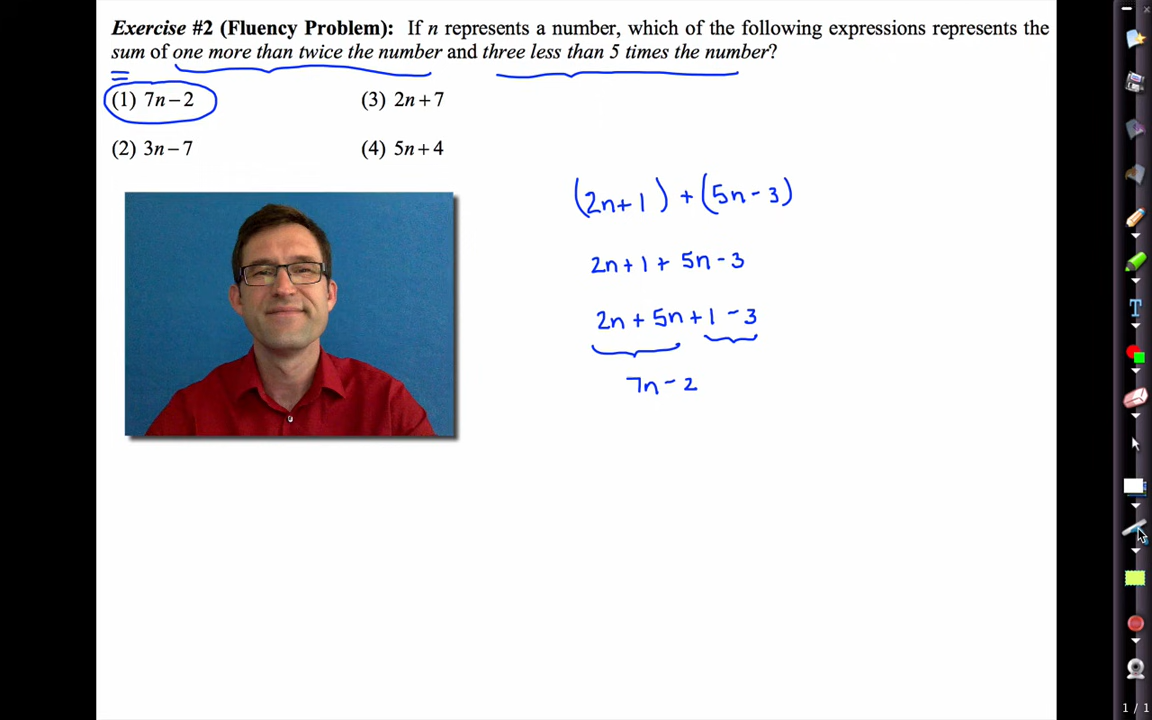 Exercise #2 (Fluency Problem): If n represents a number, which of the following expressions represents the
sum of one more than twice the number and three less than 5 times the number?
(1) 7n – 2 (3) 2n + 7
(2) 3n – 7 (4) 5n + 4
(2n+1) + (5n - 3)
2n + 1 + 5n - 3
2n + 5n + 1 - 3
7n - 2
T
1 / 1